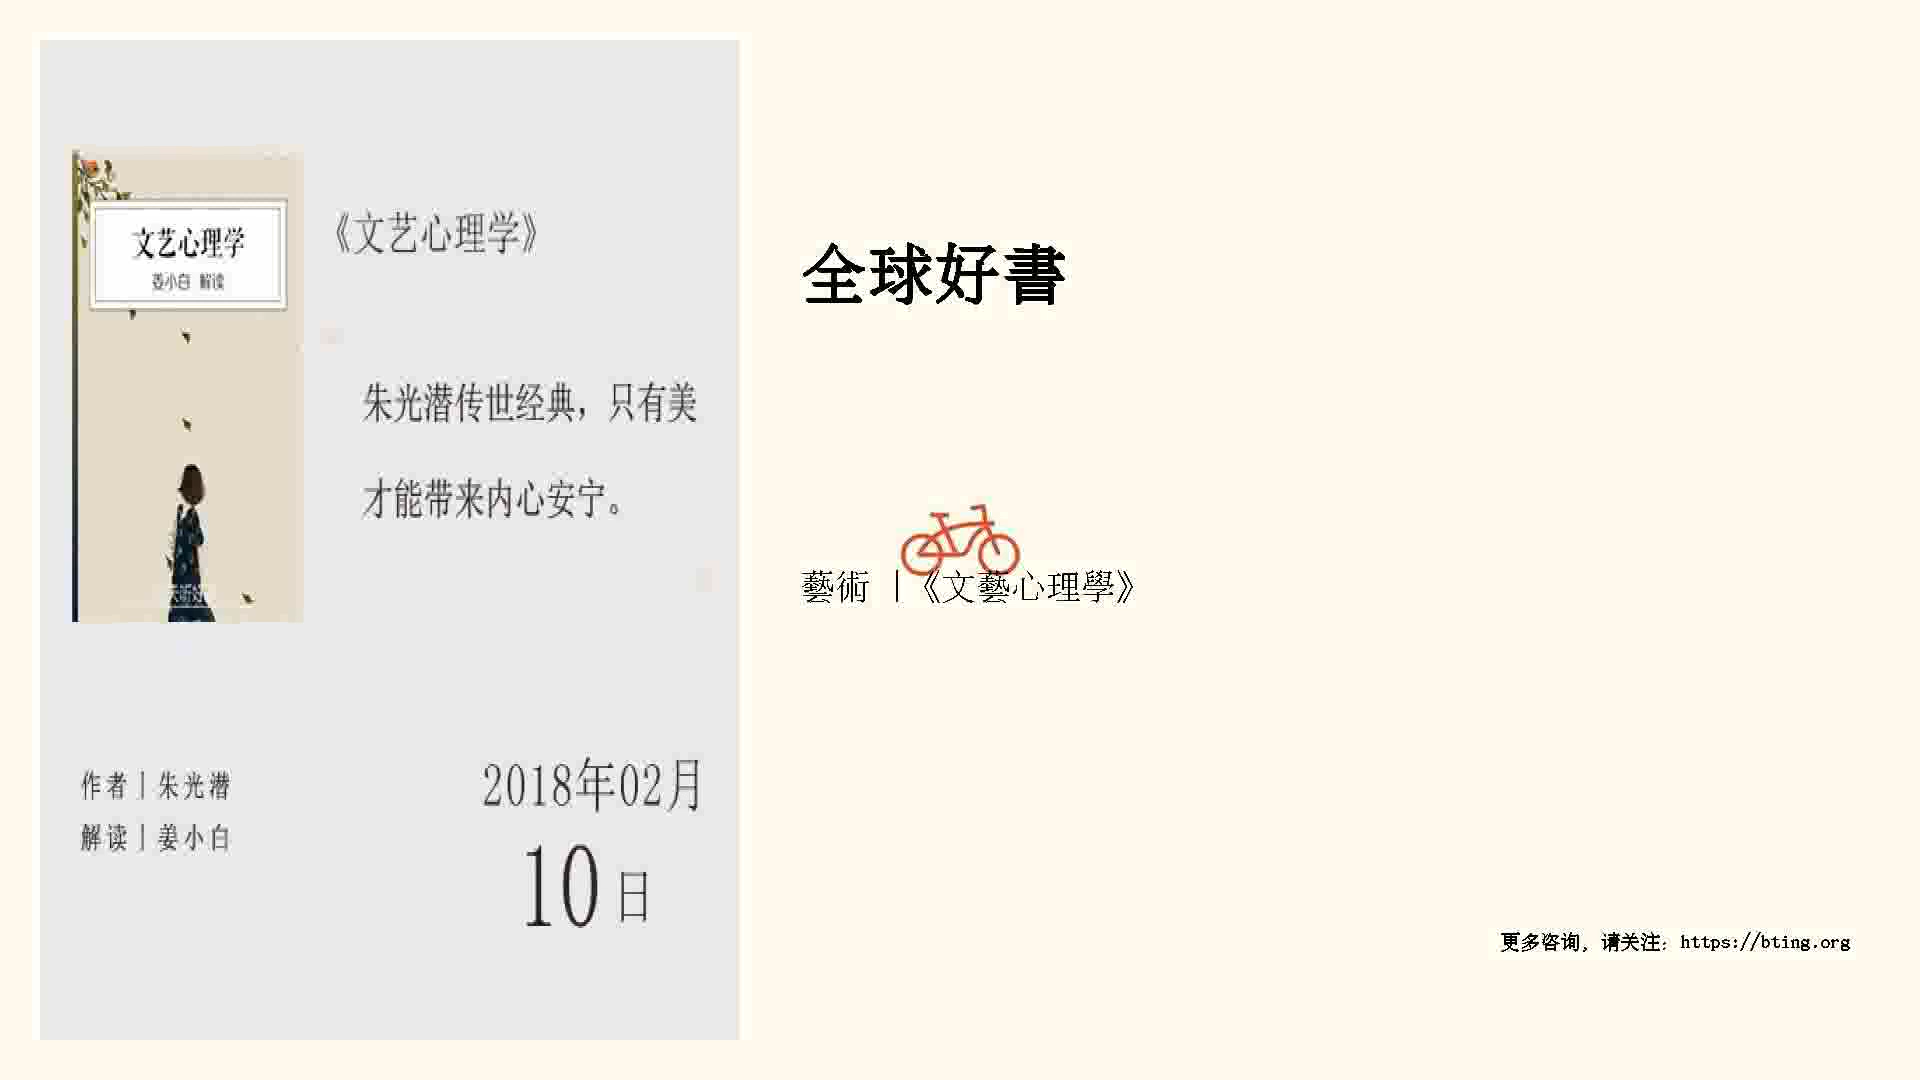 文艺心理学
姜小白 解读
《文艺心理学》
朱光潜传世经典，只有美
才能带来内心安宁。
作者丨朱光潜
解读丨姜小白
2018年02月
10日
全球好書
藝術 丨《文藝心理學》
更多咨询, 请关注: https://bting.org